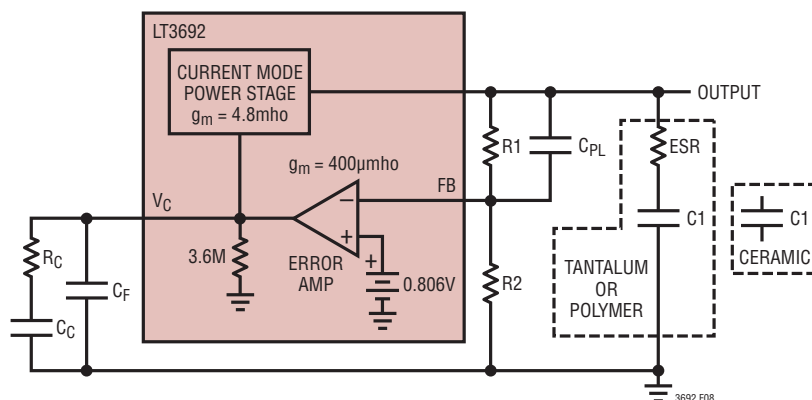 LT3692
CURRENT MODE
POWER STAGE
gm = 4.8mho
OUTPUT
R1
CPL
ESR
gm = 400µmho
FB
VC
–
+
C1
C1
CERAMIC
RC
CF
3.6M
ERROR
AMP
+
0.806V
R2
TANTALUM
OR
POLYMER
CC
3692 F08